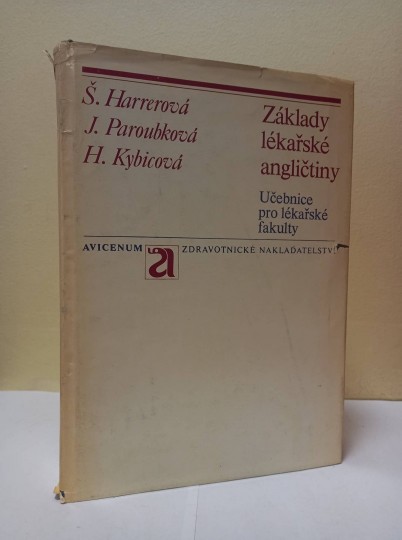 Š. Harrerová
J. Paroubková
H. Kybicová
Základy
lékařské
angličtiny
Učebnice
pro lékařské
fakulty
AVICENUM a ZDRAVOTNICKÉ NAKLADATELSTVÍ